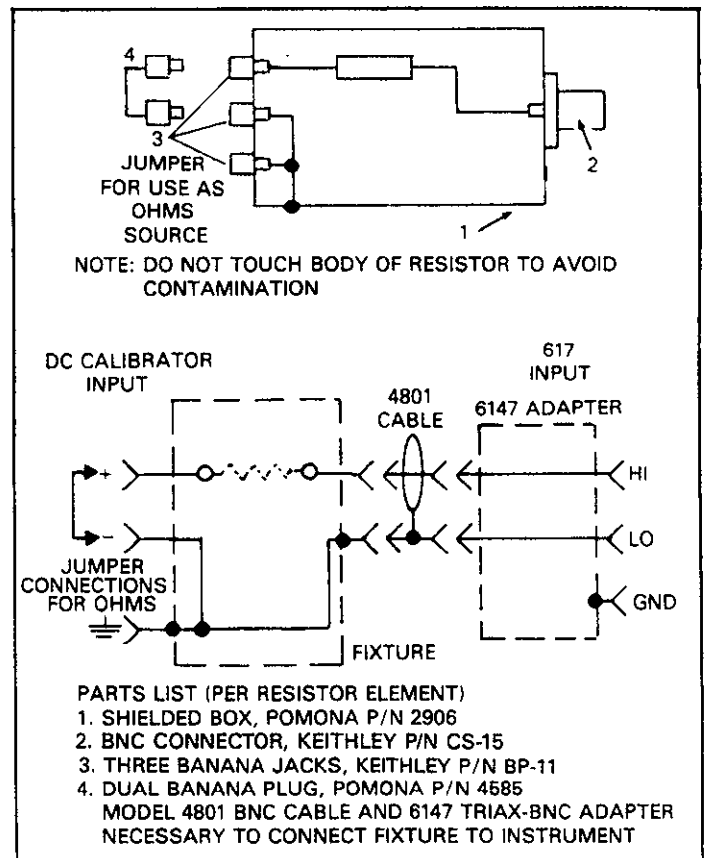 4
3
JUMPER
FOR USE AS
OHMS
SOURCE
2
1
NOTE: DO NOT TOUCH BODY OF RESISTOR TO AVOID
CONTAMINATION
DC CALIBRATOR
INPUT
617
INPUT
4801
CABLE
6147 ADAPTER
+
HI
-
LO
JUMPER
CONNECTIONS
FOR OHMS
GND
FIXTURE
PARTS LIST (PER RESISTOR ELEMENT)
1. SHIELDED BOX, POMONA P/N 2906
2. BNC CONNECTOR, KEITHLEY P/N CS-15
3. THREE BANANA JACKS, KEITHLEY P/N BP-11
4. DUAL BANANA PLUG, POMONA P/N 4585
MODEL 4801 BNC CABLE AND 6147 TRIAX-BNC ADAPTER
NECESSARY TO CONNECT FIXTURE TO INSTRUMENT